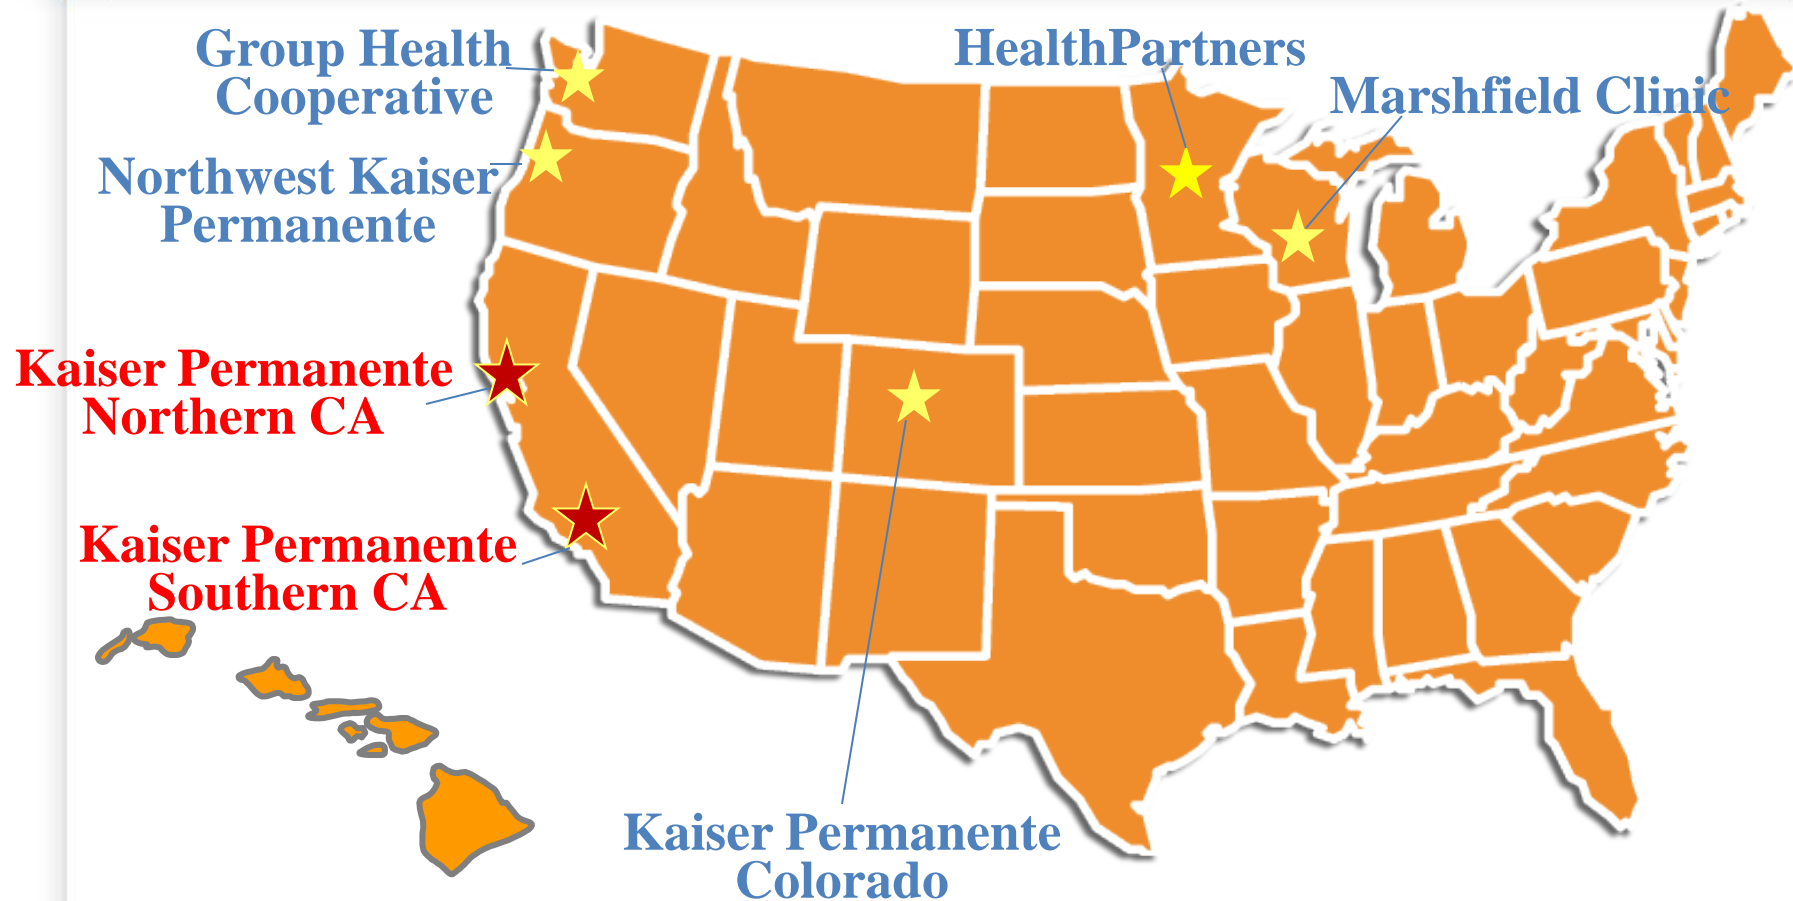 Group Health
Cooperative
HealthPartners
Marshfield Clinic
Northwest Kaiser
Permanente
Kaiser Permanente
Northern CA
Kaiser Permanente
Southern CA
Kaiser Permanente
Colorado